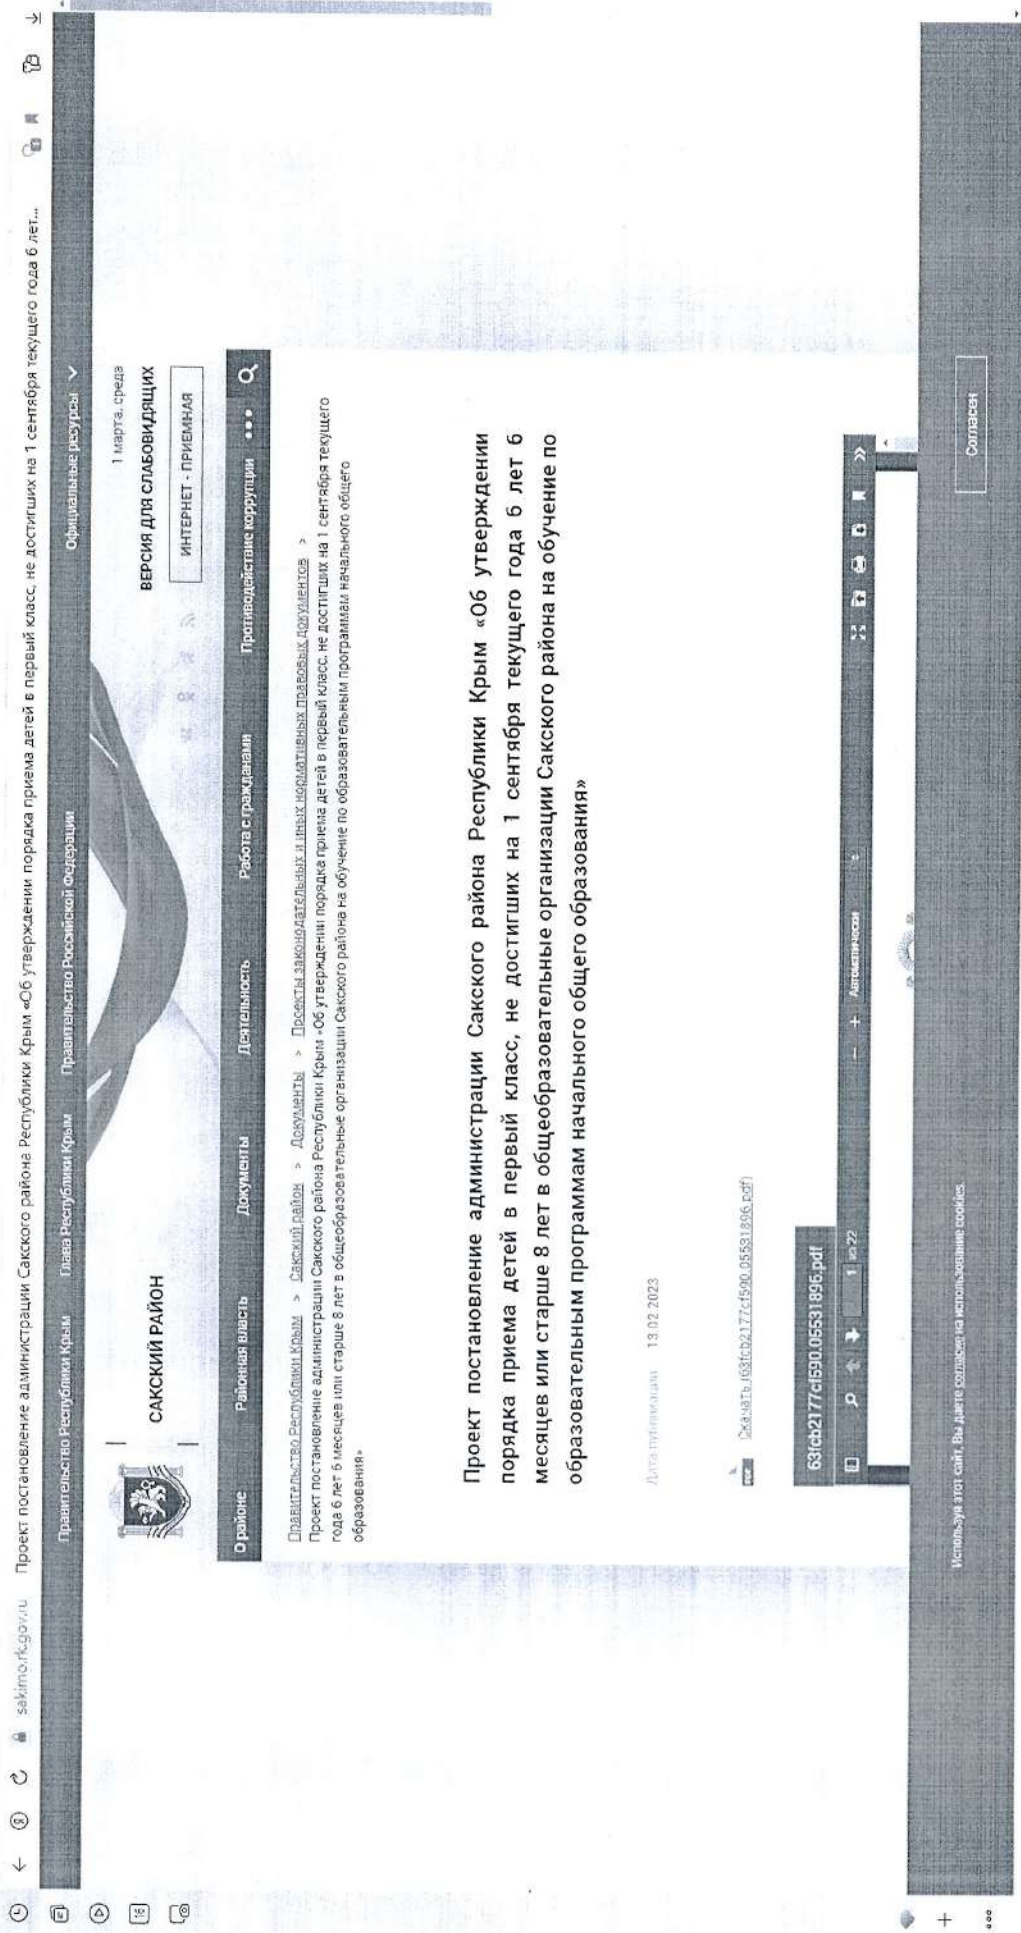 sakimo.rk.gov.ru Проект постановление администрации Сакского района Республики Крым «Об утверждении порядка приема детей в первый класс, не достигших на 1 сентября текущего года 6 лет...
Правительство Республики Крым Глава Республики Крым Правительство Российской Федерации Официальные ресурсы
1 марта, среда
САКСКИЙ РАЙОН
ВЕРСИЯ ДЛЯ СЛАБОВИДЯЩИХ
ИНТЕРНЕТ - ПРИЕМНАЯ
О районе Районная власть Документы Деятельность Работа с гражданами Противодействие коррупции
Правительство Республики Крым > Сакский район > Документы > Проекты законодательных и иных нормативных правовых документов >
Проект постановление администрации Сакского района Республики Крым «Об утверждении порядка приема детей в первый класс, не достигших на 1 сентября текущего
года 6 лет 6 месяцев или старше 8 лет в общеобразовательные организации Сакского района на обучение по образовательным программам начального общего
образования»
Проект постановление администрации Сакского района Республики Крым «Об утверждении
порядка приема детей в первый класс, не достигших на 1 сентября текущего года 6 лет 6
месяцев или старше 8 лет в общеобразовательные организации Сакского района на обучение по
образовательным программам начального общего образования»
Дата публикации 13.02.2023
Скачать (63fcb2177cf590.05531896.pdf)
63fcb2177cf590.05531896.pdf
1 из 22 Автоматически
Используя этот сайт, Вы даете согласие на использование cookies.
Согласен